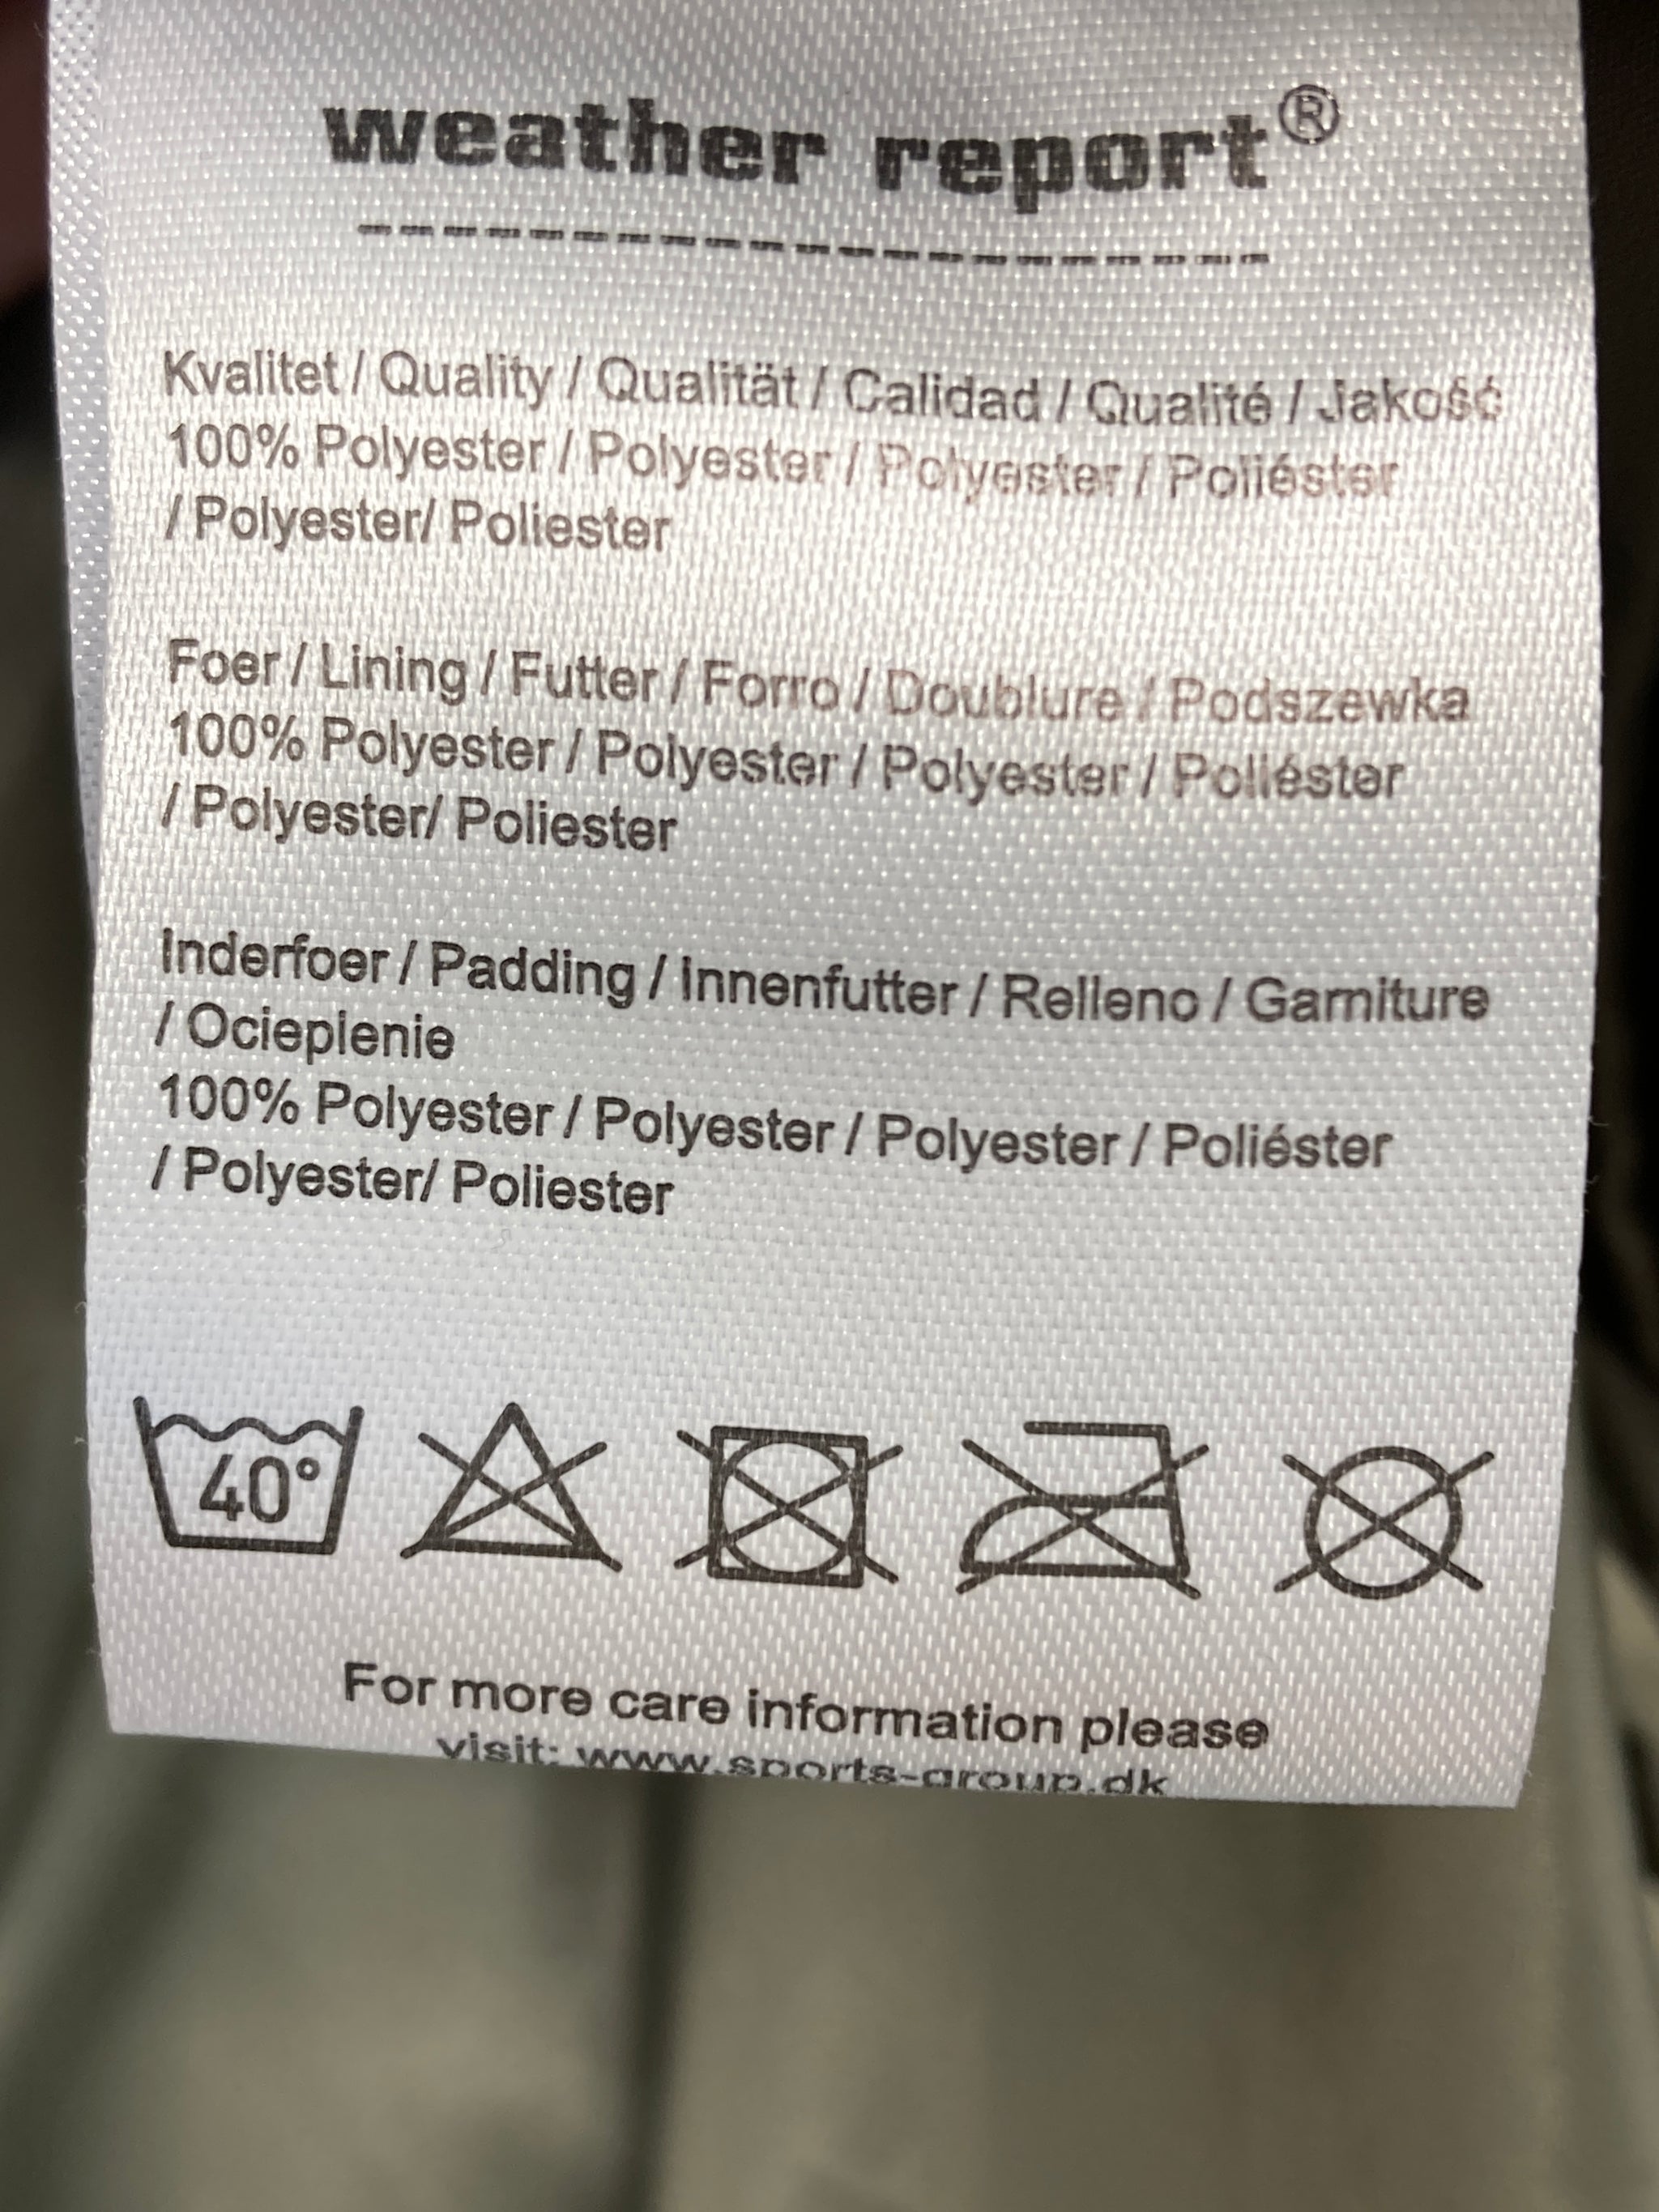 weather report®
--------------------
Kvalitet / Quality / Qualität / Calidad / Qualité / Jakość
100% Polyester / Polyester / Polyester / Poliéster
/ Polyester/ Poliester
Foer / Lining / Futter / Forro / Doublure / Podszewka
100% Polyester / Polyester / Polyester / Poliéster
/ Polyester/ Poliester
Inderfoer / Padding / Innenfutter / Relleno / Garniture
/ Ocieplenie
100% Polyester / Polyester / Polyester / Poliéster
/ Polyester/ Poliester
40°
For more care information please
visit: www.sports-group.dk